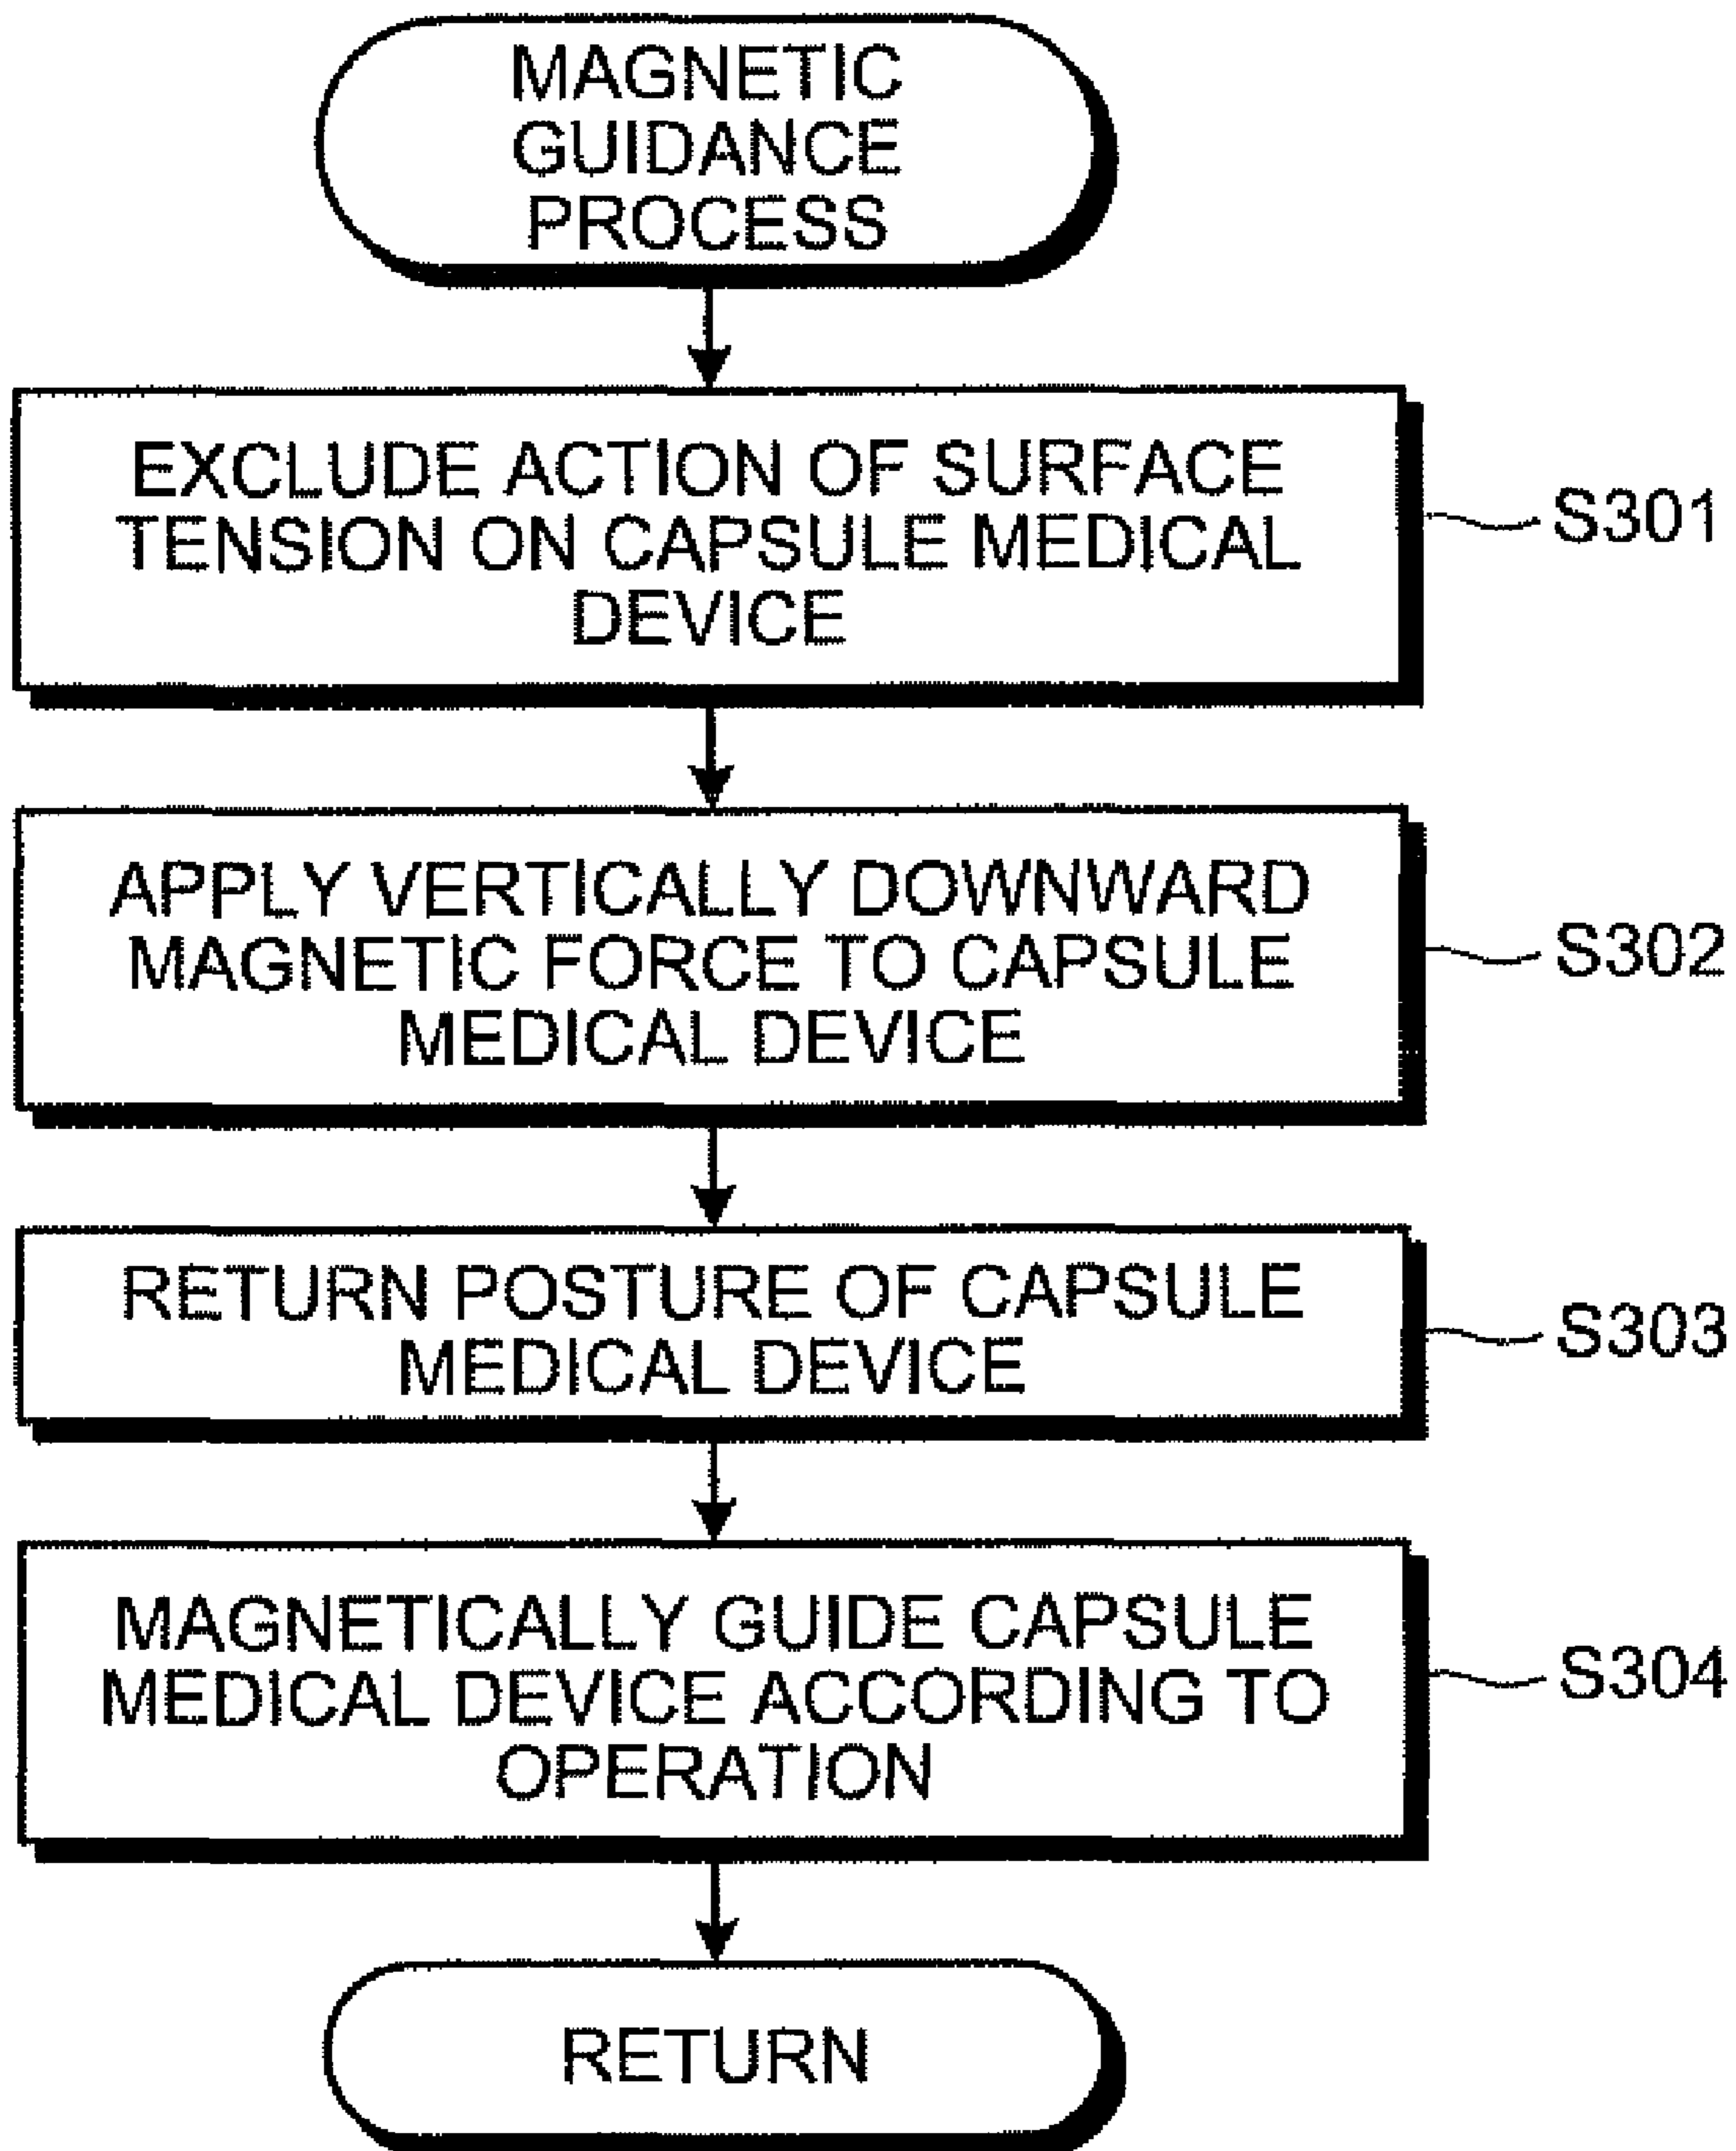 MAGNETIC
GUIDANCE
PROCESS
EXCLUDE ACTION OF SURFACE
TENSION ON CAPSULE MEDICAL
DEVICE
S301
APPLY VERTICALLY DOWNWARD
MAGNETIC FORCE TO CAPSULE
MEDICAL DEVICE
S302
RETURN POSTURE OF CAPSULE
MEDICAL DEVICE
S303
MAGNETICALLY GUIDE CAPSULE
MEDICAL DEVICE ACCORDING TO
OPERATION
S304
RETURN